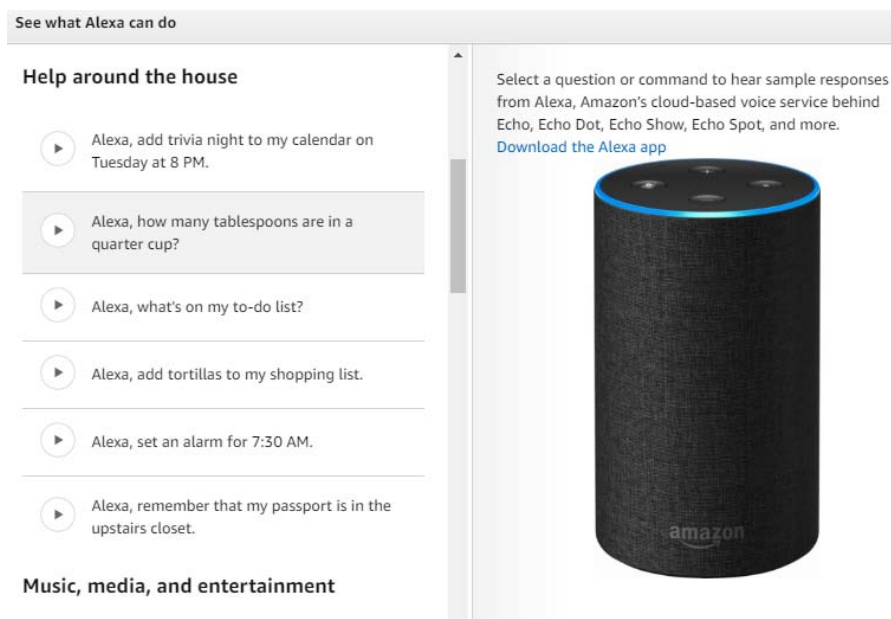 See what Alexa can do
Help around the house
Alexa, add trivia night to my calendar on
Tuesday at 8 PM.
Alexa, how many tablespoons are in a
quarter cup?
Alexa, what's on my to-do list?
Alexa, add tortillas to my shopping list.
Alexa, set an alarm for 7:30 AM.
Alexa, remember that my passport is in the
upstairs closet.
Music, media, and entertainment
Select a question or command to hear sample responses
from Alexa, Amazon's cloud-based voice service behind
Echo, Echo Dot, Echo Show, Echo Spot, and more.
Download the Alexa app
amazon